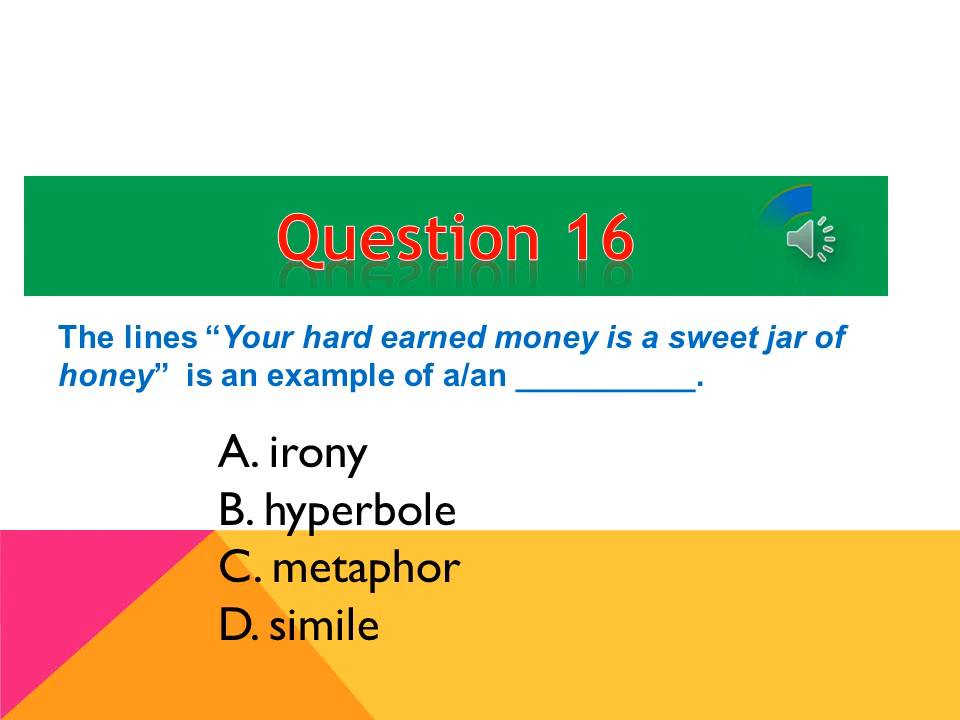 Question 16
The lines “Your hard earned money is a sweet jar of
honey”  is an example of a/an __________.
A. irony
B. hyperbole
C. metaphor
D. simile